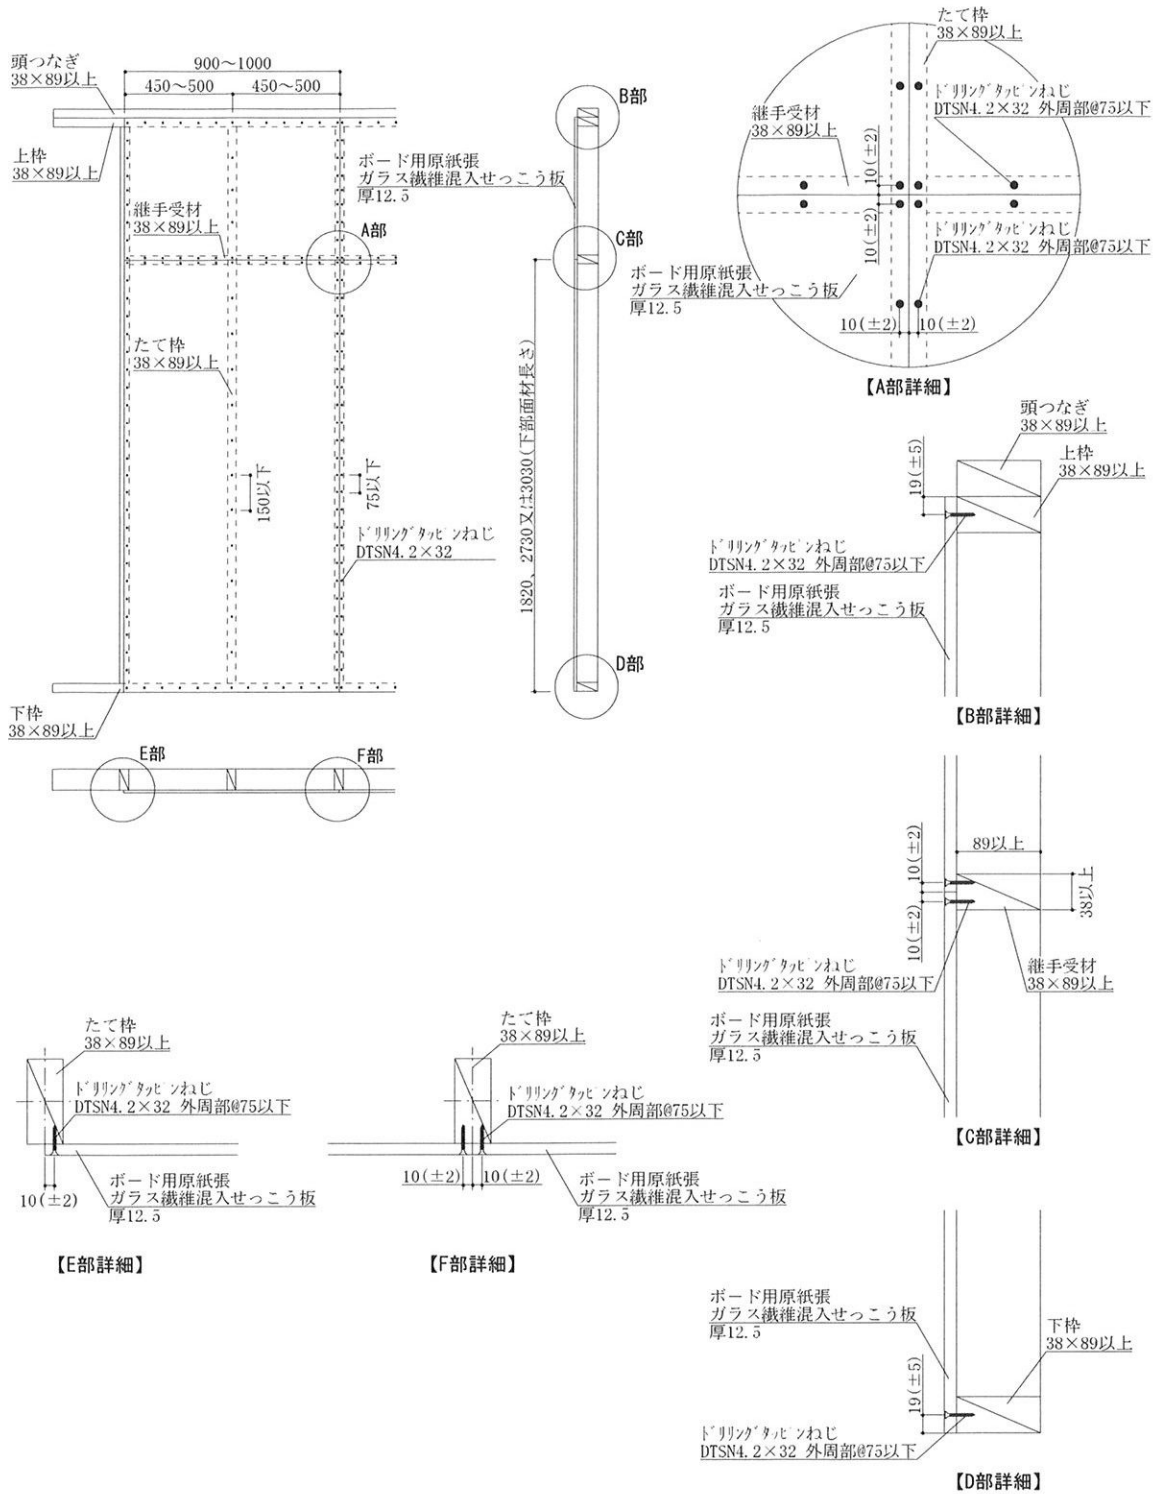 頭つなぎ
38×89以上
900～1000
450～500
450～500
上枠
38×89以上
ボード用原紙張
ガラス繊維混入せっこう板
厚12.5
継手受材
38×89以上
A部
たて枠
38×89以上
150以下
75以下
ドリリングタッピンねじ
DTSN4.2×32
下枠
38×89以上
E部
F部
B部
C部
1820、2730又は3030(下部面材長さ)
D部
たて枠
38×89以上
ドリリングタッピンねじ
DTSN4.2×32 外周部@75以下
継手受材
38×89以上
10(±2)
10(±2)
ドリリングタッピンねじ
DTSN4.2×32 外周部@75以下
ボード用原紙張
ガラス繊維混入せっこう板
厚12.5
10(±2)
10(±2)
【A部詳細】
頭つなぎ
38×89以上
上枠
38×89以上
19(±5)
ドリリングタッピンねじ
DTSN4.2×32 外周部@75以下
ボード用原紙張
ガラス繊維混入せっこう板
厚12.5
【B部詳細】
10(±2)
89以上
38以上
10(±2)
ドリリングタッピンねじ
DTSN4.2×32 外周部@75以下
継手受材
38×89以上
ボード用原紙張
ガラス繊維混入せっこう板
厚12.5
【C部詳細】
たて枠
38×89以上
ドリリングタッピンねじ
DTSN4.2×32 外周部@75以下
10(±2)
ボード用原紙張
ガラス繊維混入せっこう板
厚12.5
【E部詳細】
たて枠
38×89以上
ドリリングタッピンねじ
DTSN4.2×32 外周部@75以下
10(±2)
10(±2)
ボード用原紙張
ガラス繊維混入せっこう板
厚12.5
【F部詳細】
ボード用原紙張
ガラス繊維混入せっこう板
厚12.5
下枠
38×89以上
19(±5)
ドリリングタッピンねじ
DTSN4.2×32 外周部@75以下
【D部詳細】